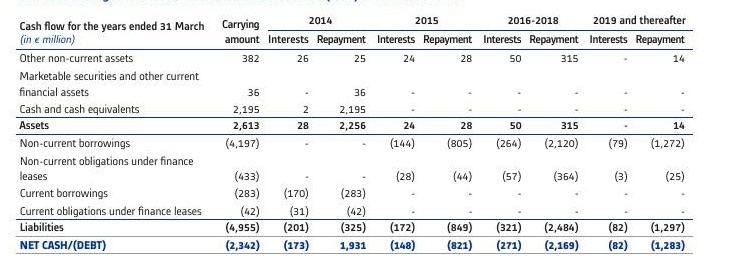 Cash flow for the years ended 31 March Carrying 2014 2015 2016-2018 2019 and thereafter
(in € million) amount Interests Repayment Interests Repayment Interests Repayment Interests Repayment
Other non-current assets 382 26 25 24 28 50 315 - 14
Marketable securities and other current
financial assets 36 - 36 - - - - - -
Cash and cash equivalents 2,195 2 2,195 - - - - - -
Assets 2,613 28 2,256 24 28 50 315 - 14
Non-current borrowings (4,197) - - (144) (805) (264) (2,120) (79) (1,272)
Non-current obligations under finance
leases (433) - - (28) (44) (57) (364) (3) (25)
Current borrowings (283) (170) (283) - - - - - -
Current obligations under finance leases (42) (31) (42) - - - - - -
Liabilities (4,955) (201) (325) (172) (849) (321) (2,484) (82) (1,297)
NET CASH/(DEBT) (2,342) (173) 1,931 (148) (821) (271) (2,169) (82) (1,283)